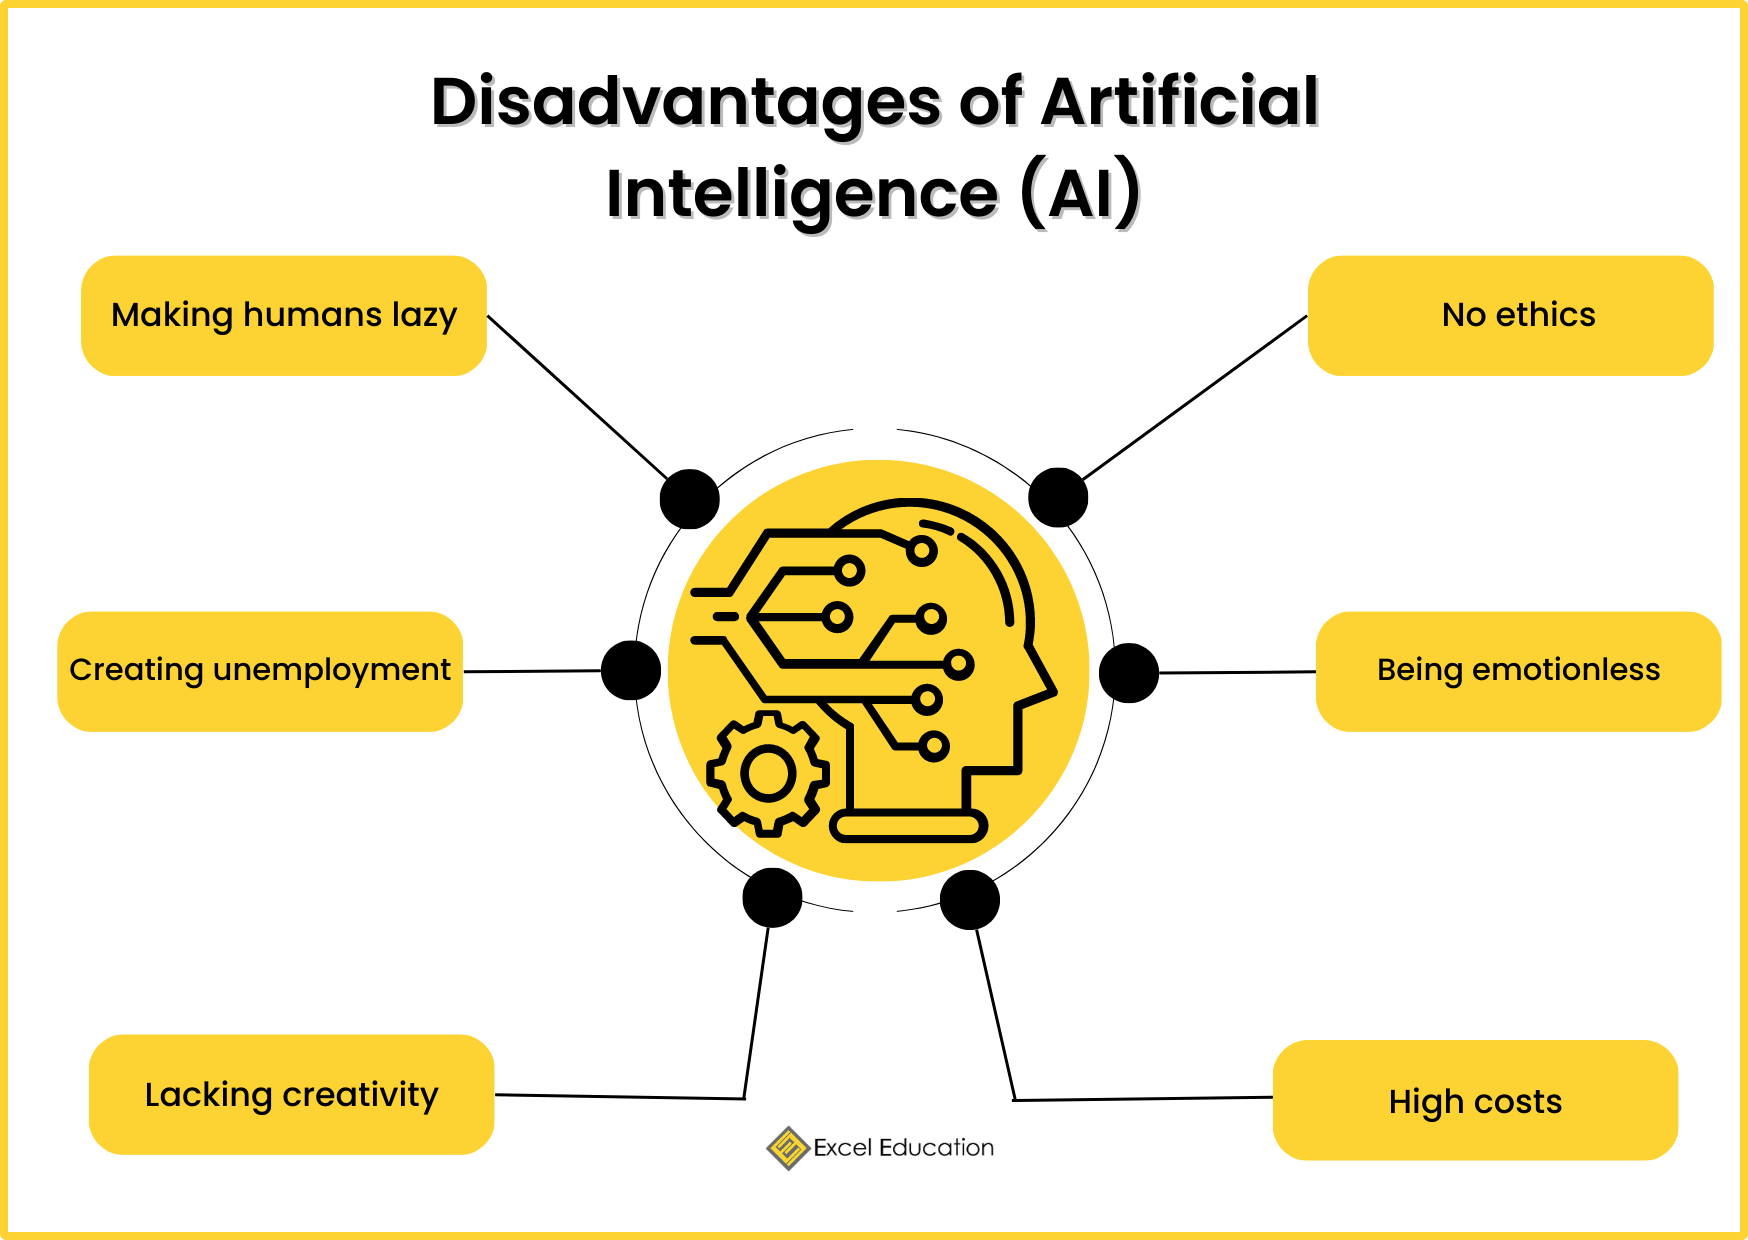 Disadvantages of Artificial
Intelligence (AI)
Making humans lazy
No ethics
Creating unemployment
Being emotionless
Lacking creativity
High costs
Excel Education